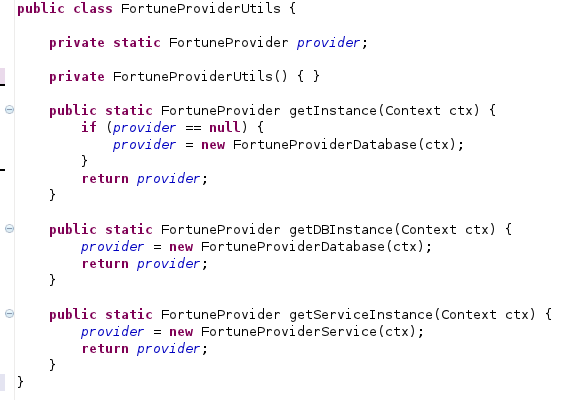 public class FortuneProviderUtils {
private static FortuneProvider provider;
private FortuneProviderUtils() { }
public static FortuneProvider getInstance(Context ctx) {
if (provider == null) {
provider = new FortuneProviderDatabase(ctx);
}
return provider;
}
public static FortuneProvider getDBInstance(Context ctx) {
provider = new FortuneProviderDatabase(ctx);
return provider;
}
public static FortuneProvider getServiceInstance(Context ctx) {
provider = new FortuneProviderService(ctx);
return provider;
}
}